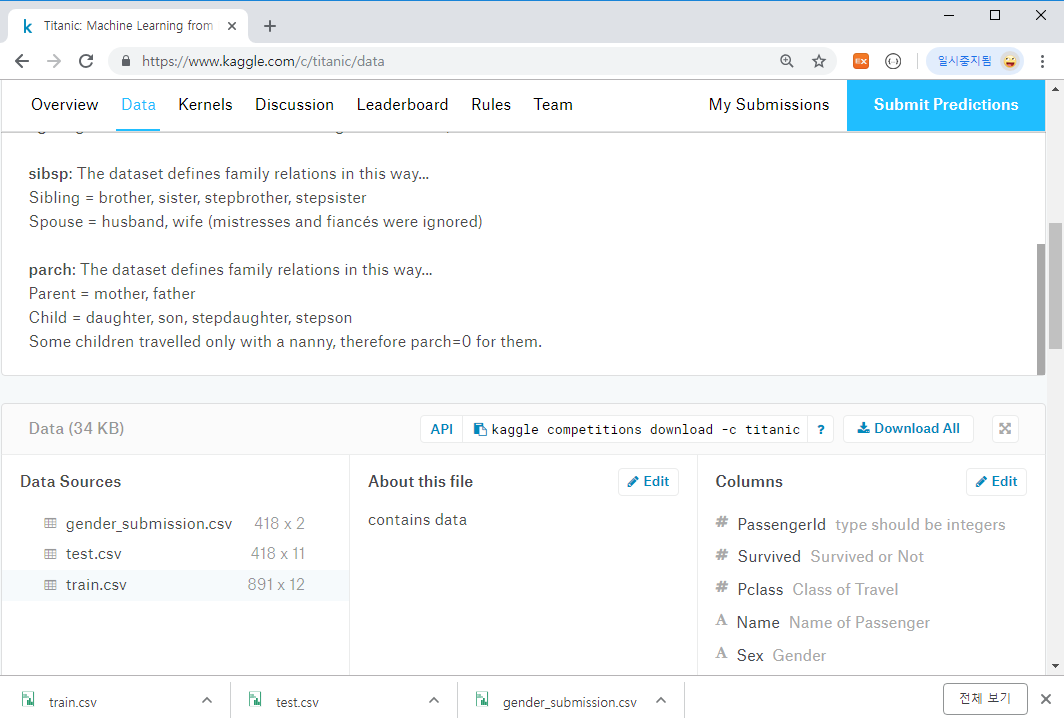 Titanic: Machine Learning from
https://www.kaggle.com/c/titanic/data
EX
일시중지됨
Overview Data Kernels Discussion Leaderboard Rules Team My Submissions Submit Predictions
sibsp: The dataset defines family relations in this way...
Sibling = brother, sister, stepbrother, stepsister
Spouse = husband, wife (mistresses and fiancés were ignored)
parch: The dataset defines family relations in this way...
Parent = mother, father
Child = daughter, son, stepdaughter, stepson
Some children travelled only with a nanny, therefore parch=0 for them.
Data (34 KB) API kaggle competitions download -c titanic ? Download All
Data Sources About this file Edit Columns Edit
gender_submission.csv 418 x 2 contains data # PassengerId type should be integers
test.csv 418 x 11 # Survived Survived or Not
train.csv 891 x 12 # Pclass Class of Travel
A Name Name of Passenger
A Sex Gender
train.csv test.csv gender_submission.csv 전체 보기